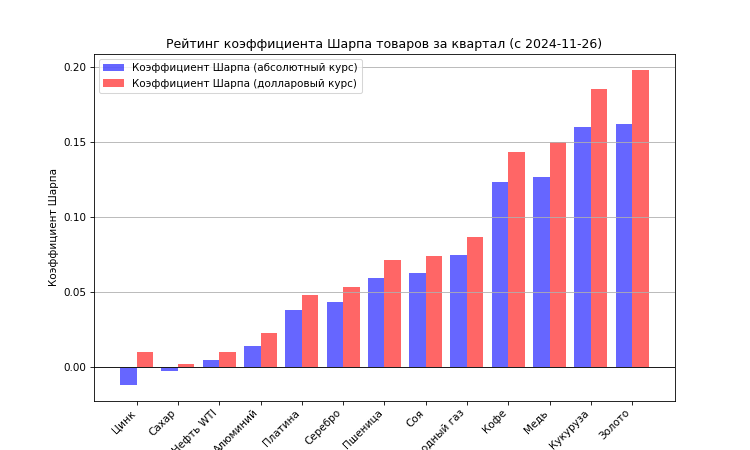 Рейтинг коэффициента Шарпа товаров за квартал (с 2024-11-26)
Коэффициент Шарпа (абсолютный курс)
Коэффициент Шарпа (долларовый курс)
Коэффициент Шарпа
0.20
0.15
0.10
0.05
0.00
Цинк
Сахар
Нефть WTI
Алюминий
Платина
Серебро
Пшеница
Соя
одный газ
Кофе
Медь
Кукуруза
Золото